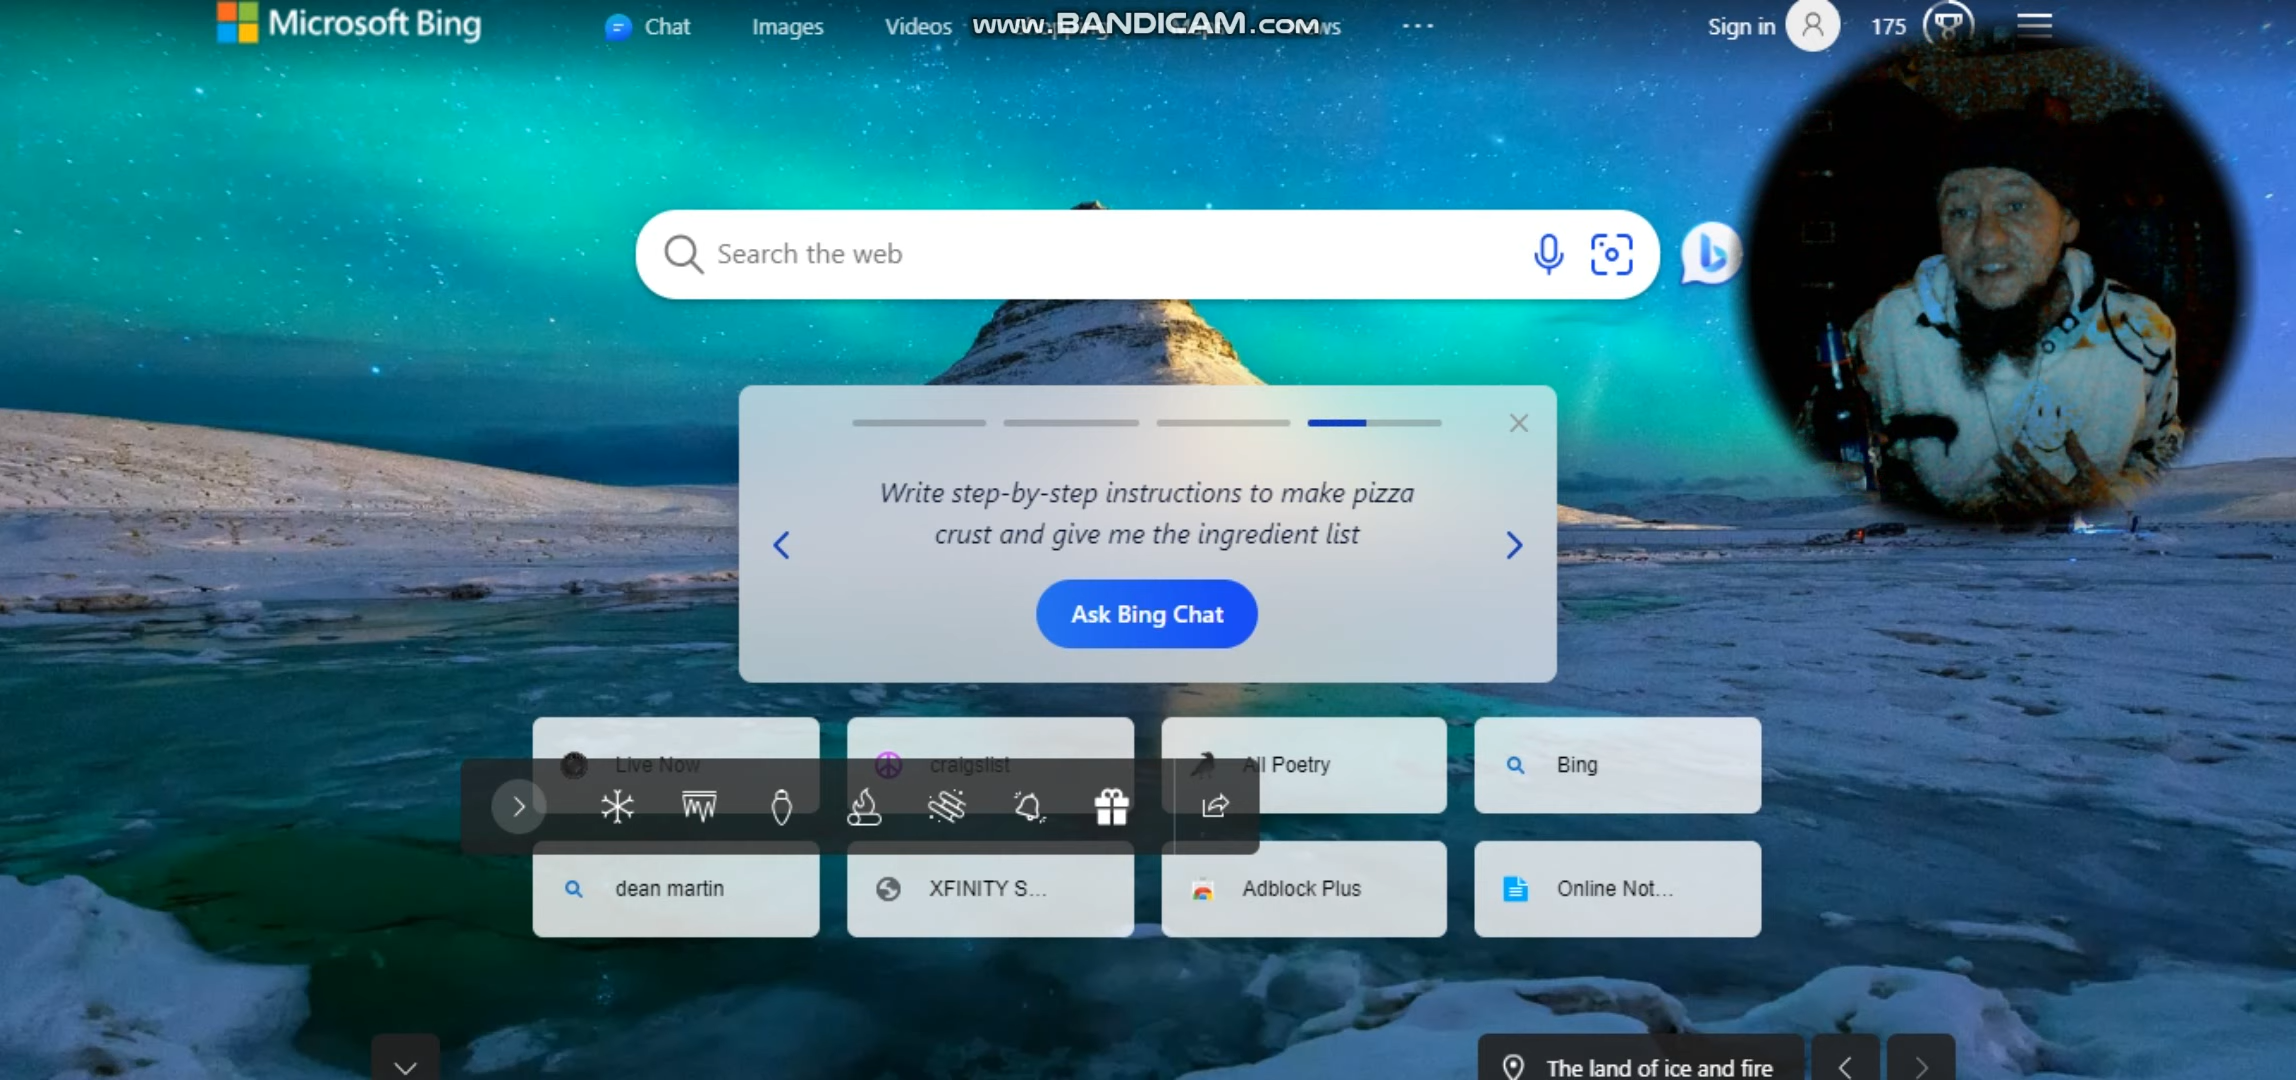 Microsoft Bing
Chat
Images
Videos
www.BANDICAM.com
Sign in
175
Search the web
Write step-by-step instructions to make pizza
crust and give me the ingredient list
Ask Bing Chat
Live Now
craigslist
All Poetry
Bing
dean martin
XFINITY S...
Adblock Plus
Online Not...
The land of ice and fire